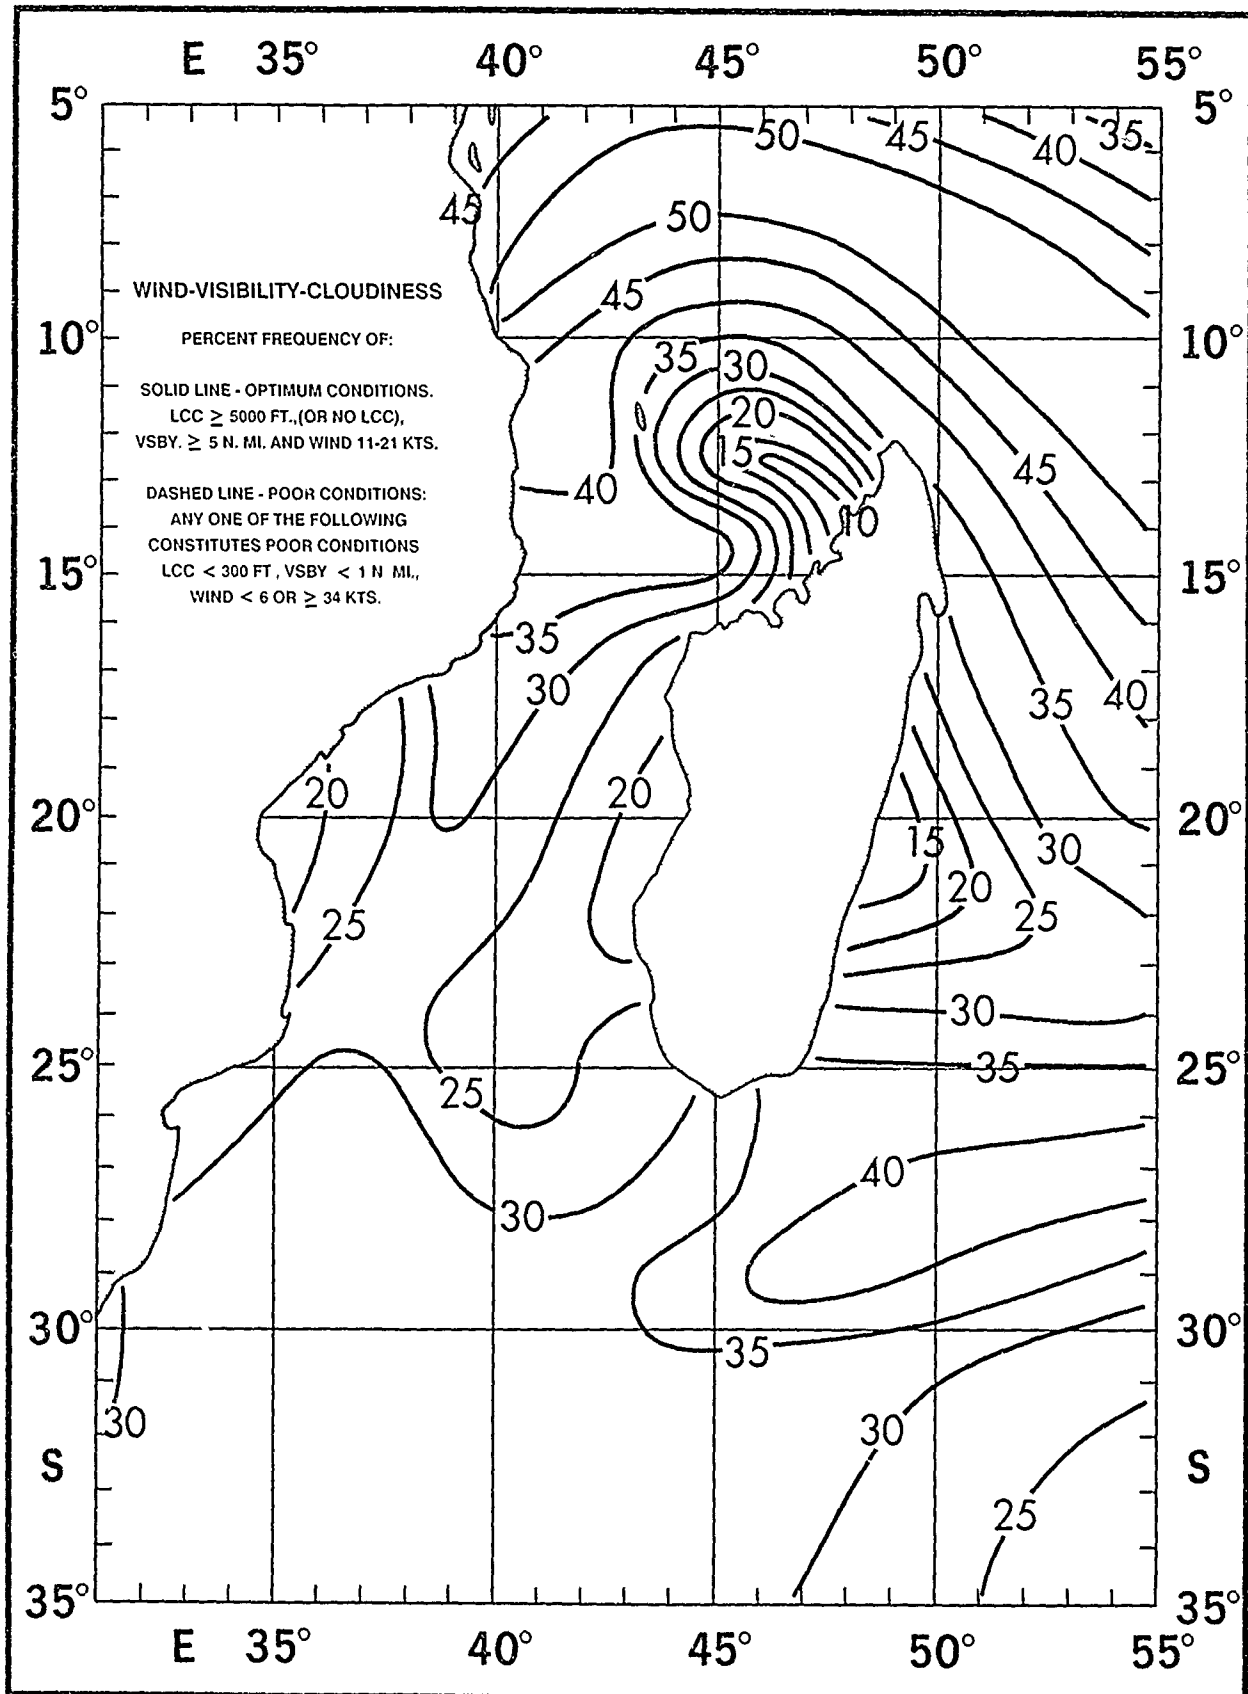 E 35° 40° 45° 50° 55°
5° 5°
50 45 40 35
45 50
WIND-VISIBILITY-CLOUDINESS
45
PERCENT FREQUENCY OF:
10° 10°
35 30
SOLID LINE - OPTIMUM CONDITIONS.
LCC ≥ 5000 FT.,(OR NO LCC),
20
VSBY. ≥ 5 N. MI. AND WIND 11-21 KTS.
15 45
DASHED LINE - POOR CONDITIONS:
40
ANY ONE OF THE FOLLOWING
10
CONSTITUTES POOR CONDITIONS
LCC < 300 FT , VSBY < 1 N MI.,
15° 15°
WIND < 6 OR ≥ 34 KTS.
35
30 35 40
20 20
20° 20°
15 30
20
25 25
30
25° 35 25°
25
40
30
30° 30°
35
30 30
S S
25
35° 35°
E 35° 40° 45° 50° 55°